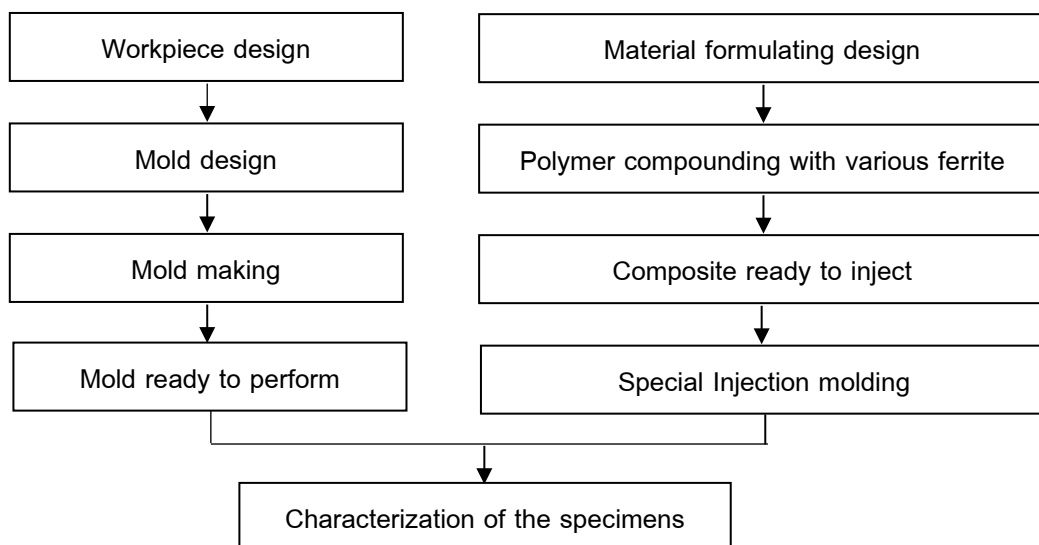 Workpiece design
Mold design
Mold making
Mold ready to perform
Material formulating design
Polymer compounding with various ferrite
Composite ready to inject
Special Injection molding
Characterization of the specimens